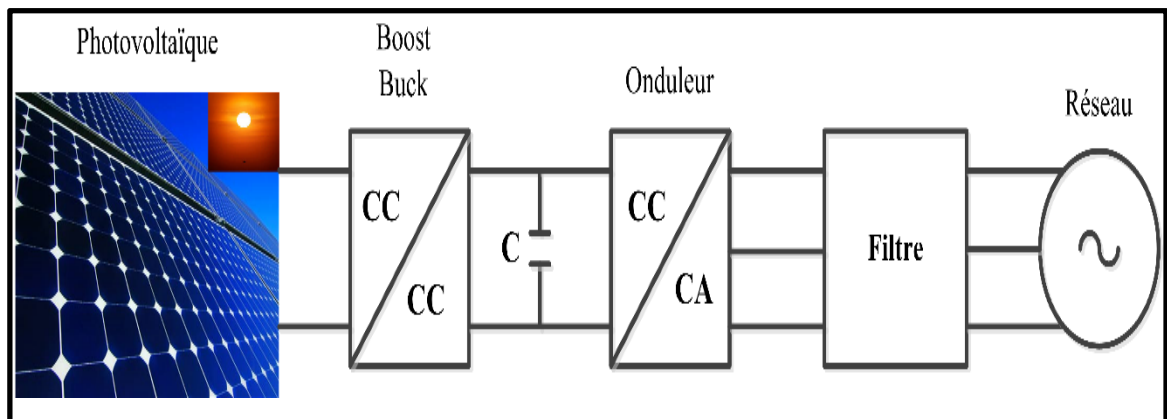 Photovoltaïque
Boost
Buck
Onduleur
Réseau
CC
CC
C
CC
CA
Filtre